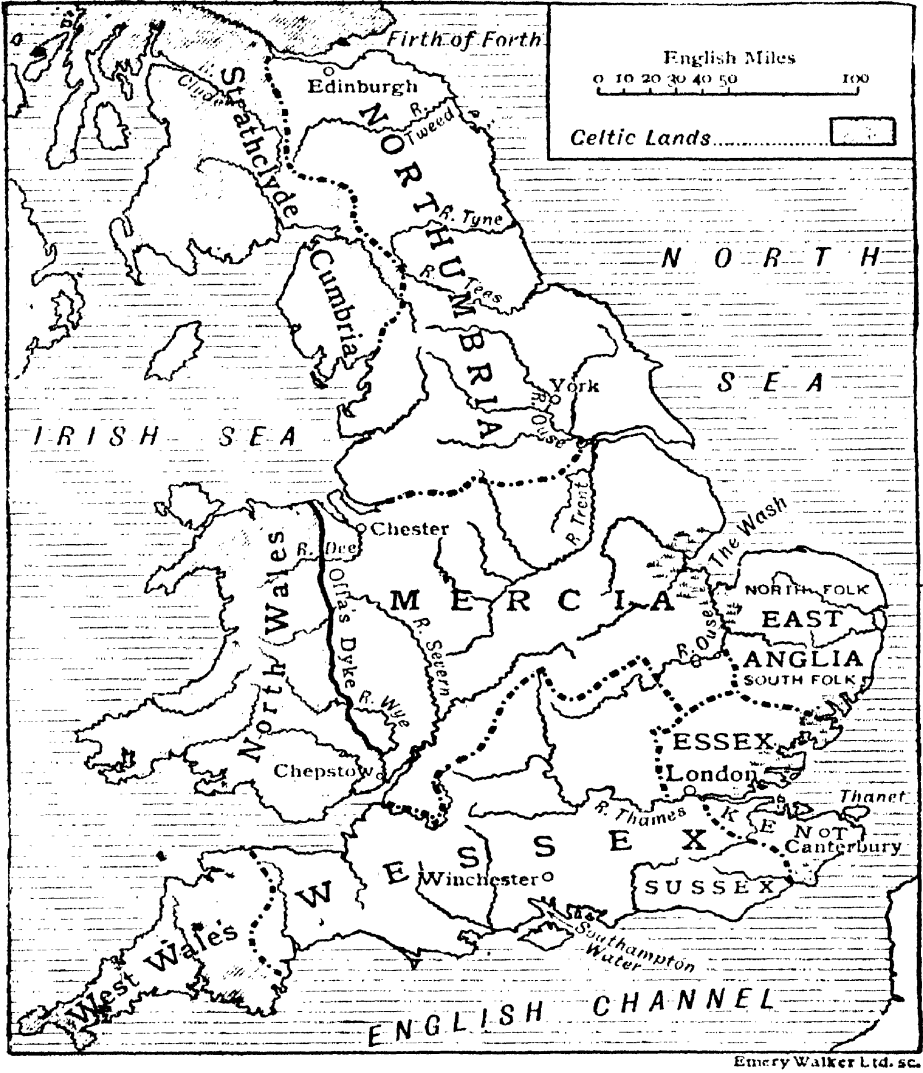 Firth of Forth
English Miles
0 10 20 30 40 50 100
Celtic Lands
Edinburgh
R. Clyde
Strathclyde
R. Tweed
NORTHUMBRIA
R. Tyne
R. Tees
Cumbria
NORTH
SEA
York
R. Ouse
IRISH SEA
Chester
R. Trent
The Wash
R. Dee
North Wales
Offa's Dyke
MERCIA
R. Severn
R. Wye
NORTH FOLK
EAST
ANGLIA
SOUTH FOLK
R. Ouse
ESSEX
London
Chepstow
R. Thames
Thanet
KENT
o Canterbury
WESSEX
Winchester
SUSSEX
Southampton
Water
West Wales
ENGLISH CHANNEL
Emery Walker Ltd. sc.